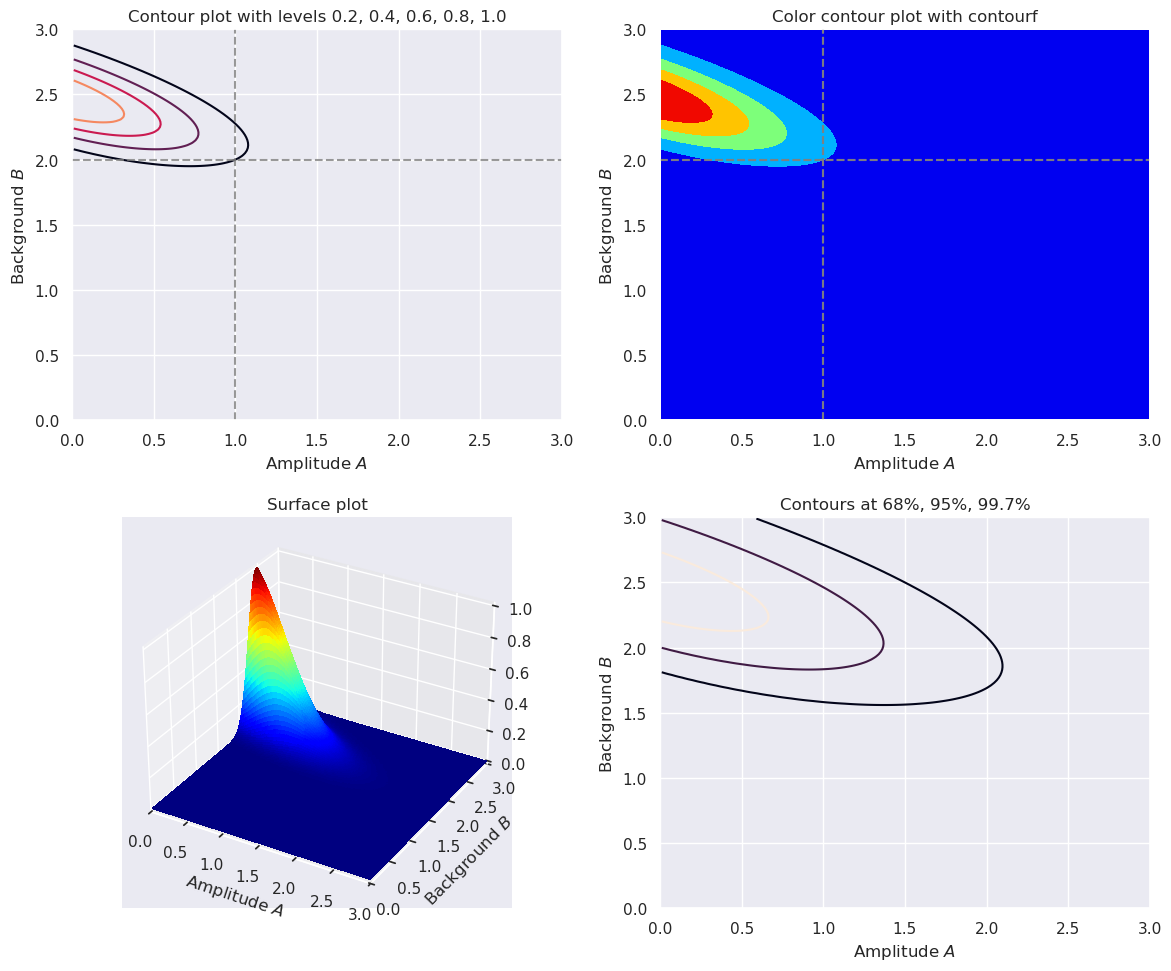 Contour plot with levels 0.2, 0.4, 0.6, 0.8, 1.0
3.0
2.5
2.0
1.5
1.0
0.5
0.0
Background B
0.0 0.5 1.0 1.5 2.0 2.5 3.0
Amplitude A
Color contour plot with contourf
3.0
2.5
2.0
1.5
1.0
0.5
0.0
Background B
0.0 0.5 1.0 1.5 2.0 2.5 3.0
Amplitude A
Surface plot
1.0
0.8
0.6
0.4
0.2
0.0
3.0
2.5
2.0
1.5
1.0
0.5
0.0
Background B
0.0 0.5 1.0 1.5 2.0 2.5 3.0
Amplitude A
Contours at 68%, 95%, 99.7%
3.0
2.5
2.0
1.5
1.0
0.5
0.0
Background B
0.0 0.5 1.0 1.5 2.0 2.5 3.0
Amplitude A